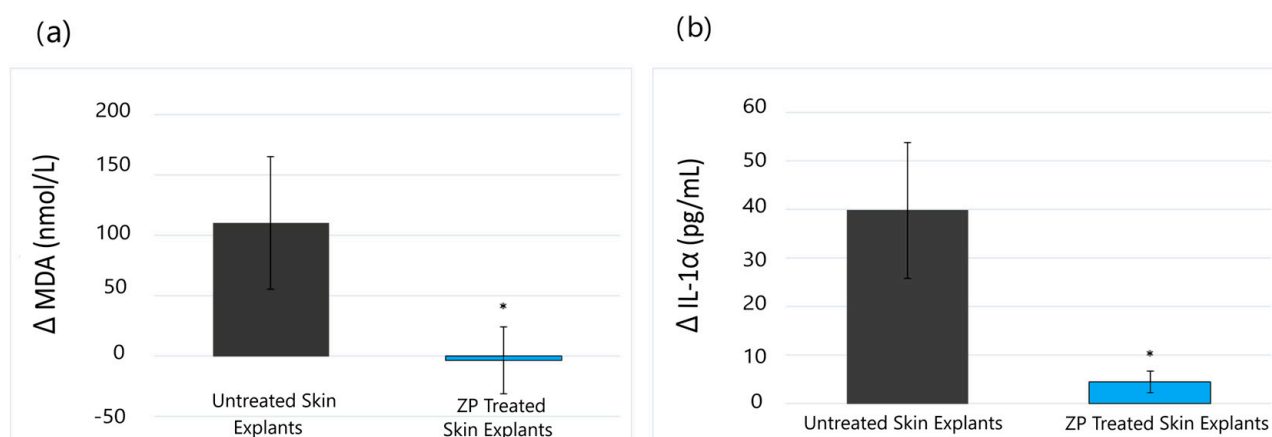 (a)
Δ MDA (nmol/L)
200
150
100
50
0
-50
*
Untreated Skin
Explants
ZP Treated
Skin Explants
(b)
Δ IL-1α (pg/mL)
60
50
40
30
20
10
0
*
Untreated Skin Explants
ZP Treated Skin Explants